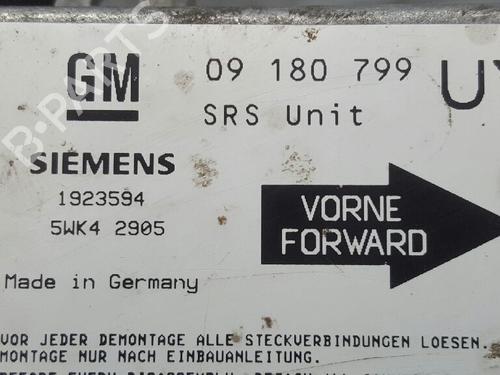 GM
09 180 799
SRS Unit
SIEMENS
1923594
5WK4 2905
VORNE
FORWARD
Made in Germany
VOR JEDER DEMONTAGE ALLE STECKVERBINDUNGEN LOESEN.
MONTAGE NUR NACH EINBAUANLEITUNG.
B-PARTS